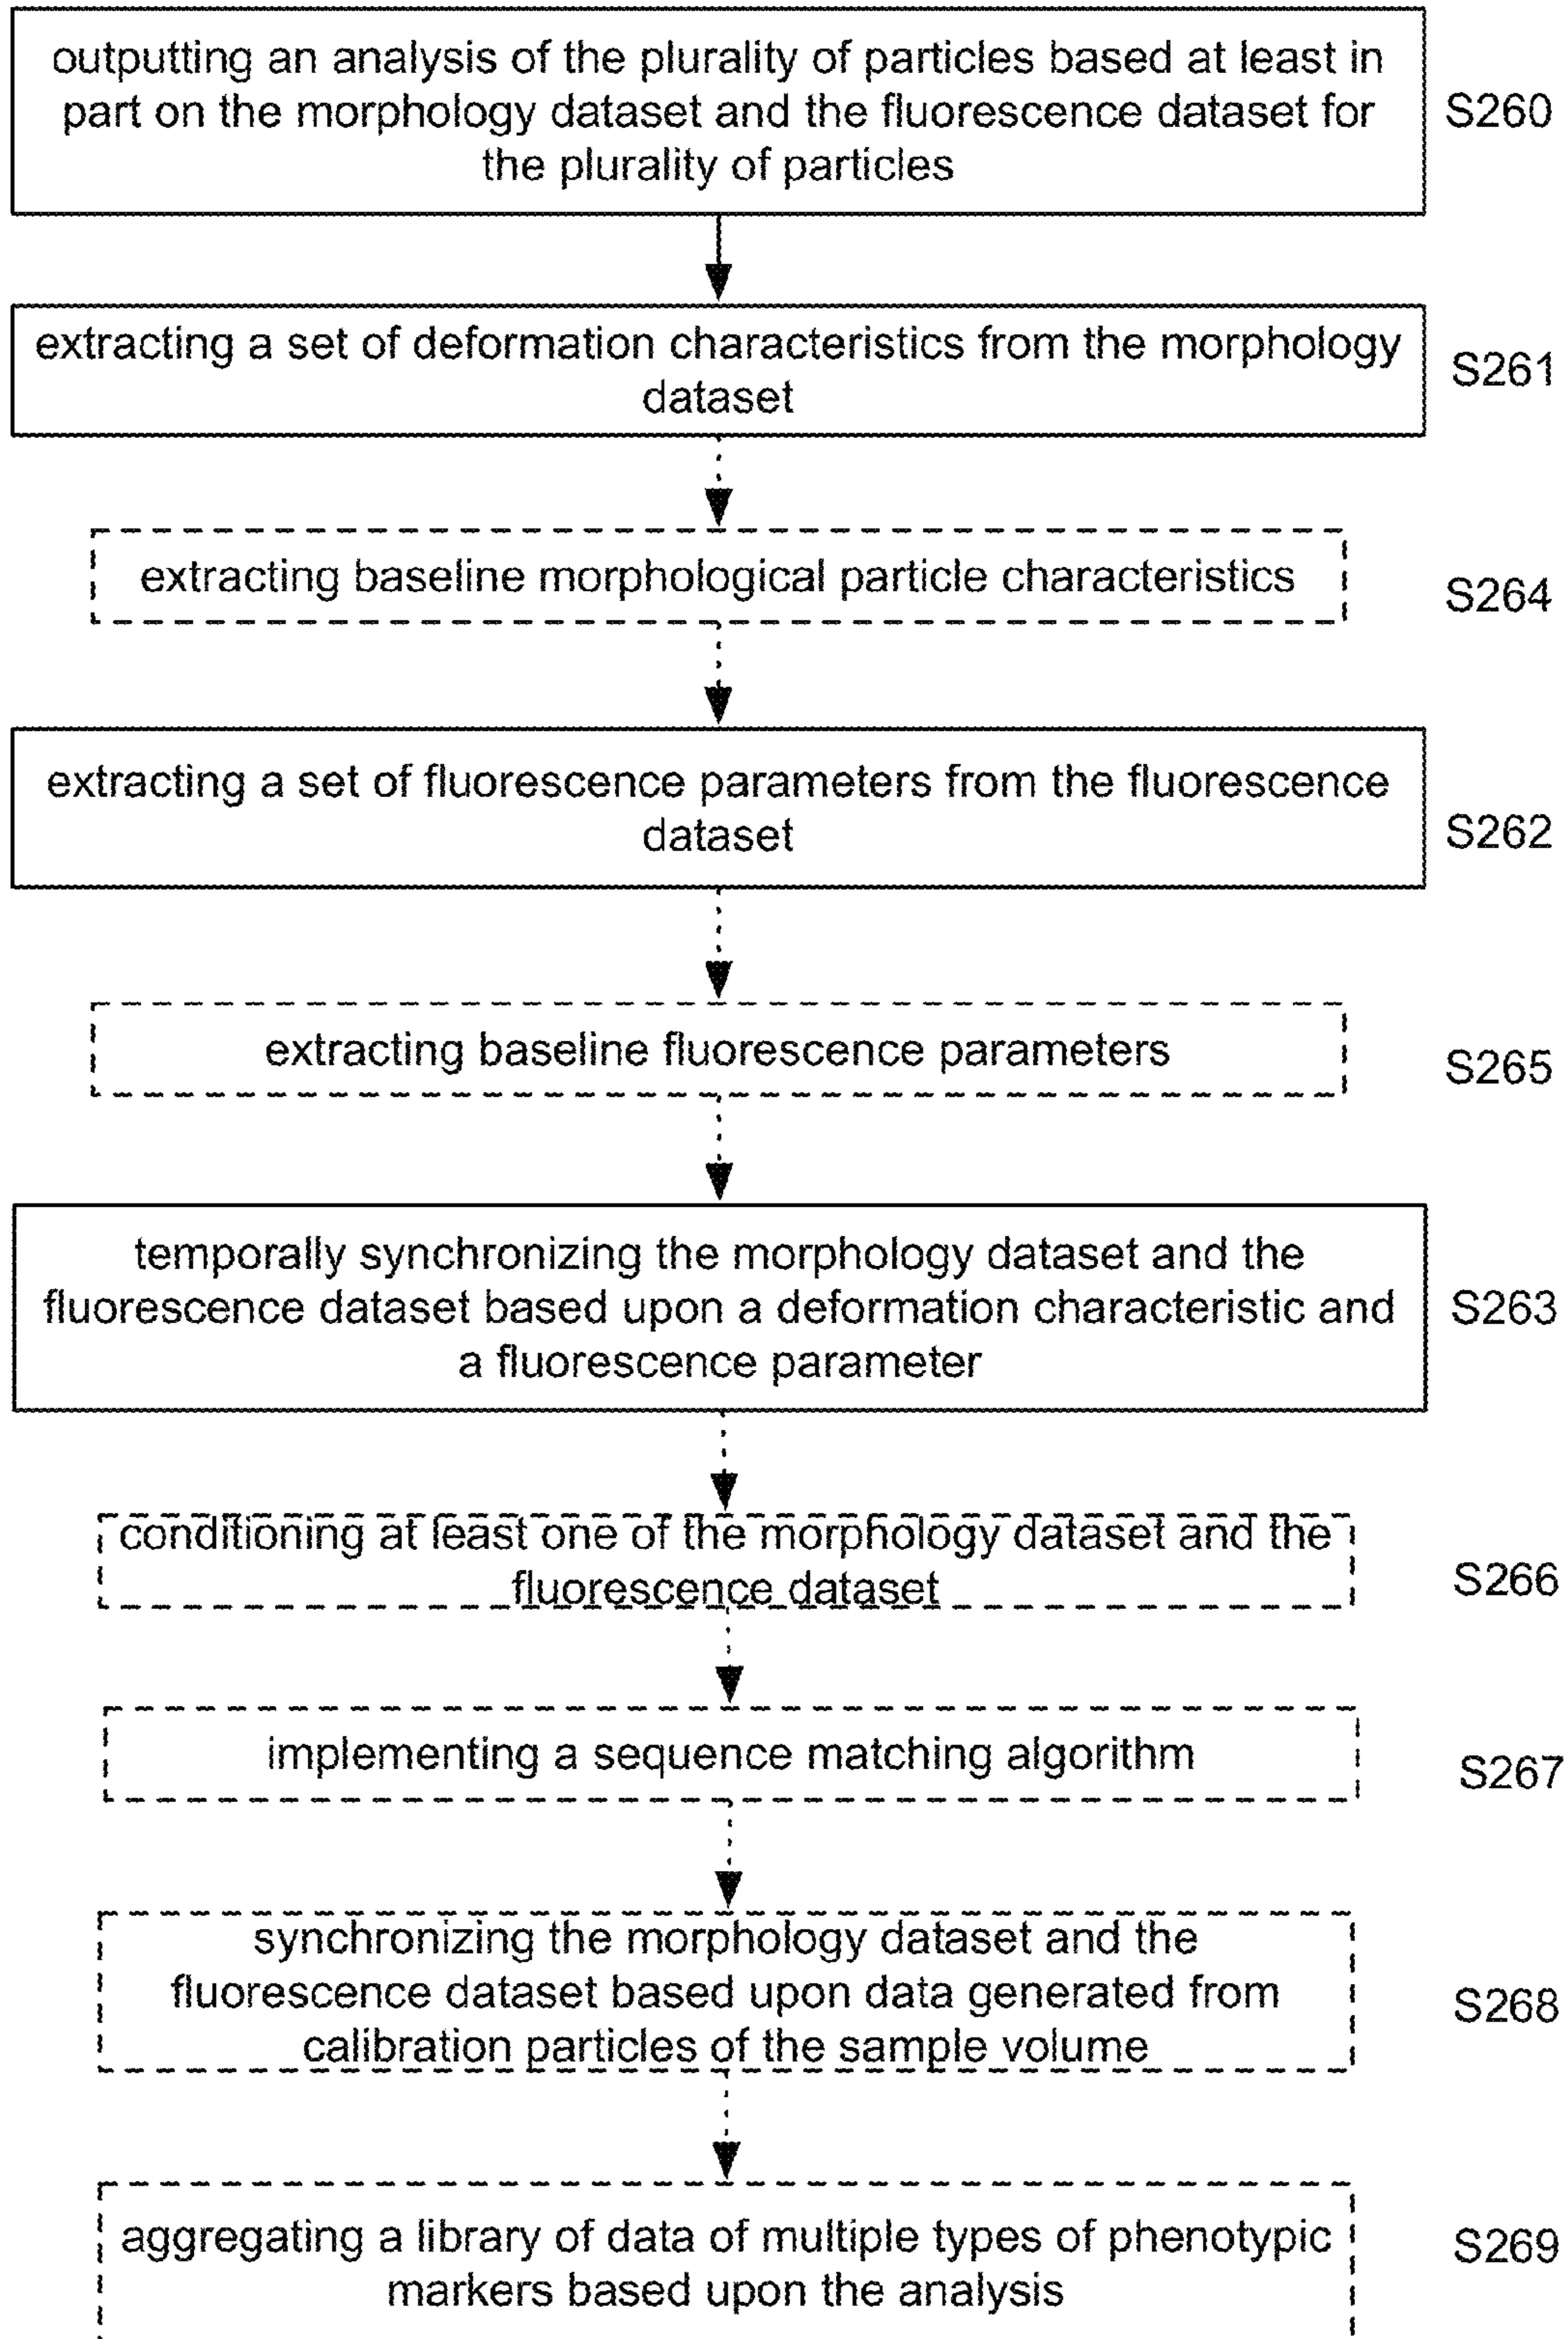 outputting an analysis of the plurality of particles based at least in
part on the morphology dataset and the fluorescence dataset for
the plurality of particles
S260
extracting a set of deformation characteristics from the morphology
dataset
S261
extracting baseline morphological particle characteristics
S264
extracting a set of fluorescence parameters from the fluorescence
dataset
S262
extracting baseline fluorescence parameters
S265
temporally synchronizing the morphology dataset and the
fluorescence dataset based upon a deformation characteristic and
a fluorescence parameter
S263
conditioning at least one of the morphology dataset and the
fluorescence dataset
S266
implementing a sequence matching algorithm
S267
synchronizing the morphology dataset and the
fluorescence dataset based upon data generated from
calibration particles of the sample volume
S268
aggregating a library of data of multiple types of phenotypic
markers based upon the analysis
S269